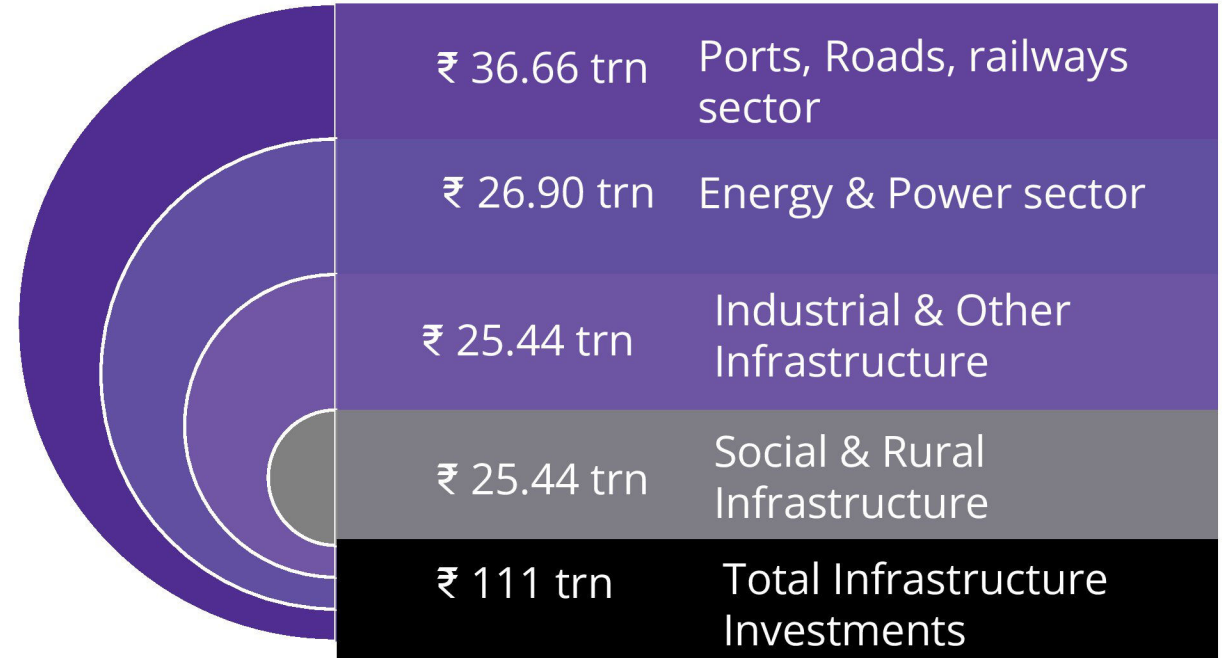 ₹ 36.66 trn
Ports, Roads, railways
sector
₹ 26.90 trn
Energy & Power sector
₹ 25.44 trn
Industrial & Other
Infrastructure
₹ 25.44 trn
Social & Rural
Infrastructure
₹ 111 trn
Total Infrastructure
Investments